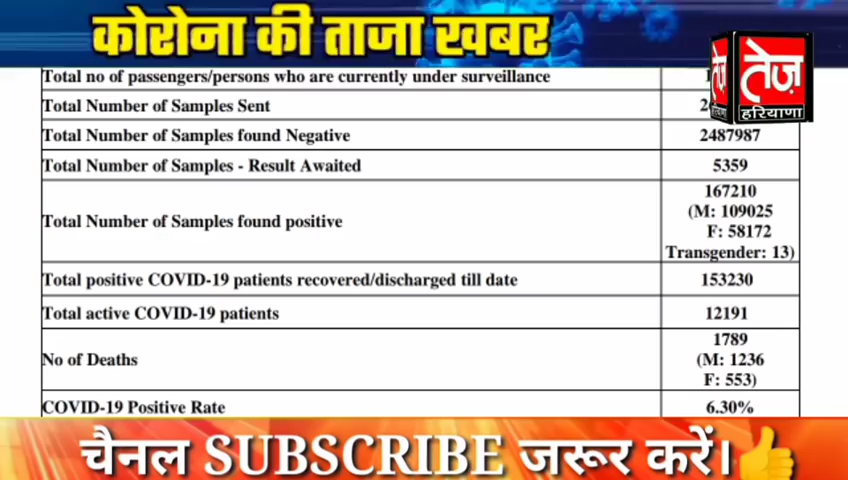 कोरोना की ताजा खबर
Total no of passengers/persons who are currently under surveillance
तेज़
हरियाणा
Total Number of Samples Sent
Total Number of Samples found Negative 2487987
Total Number of Samples - Result Awaited 5359
Total Number of Samples found positive 167210
(M: 109025
F: 58172
Transgender: 13)
Total positive COVID-19 patients recovered/discharged till date 153230
Total active COVID-19 patients 12191
No of Deaths 1789
(M: 1236
F: 553)
COVID-19 Positive Rate 6.30%
चैनल SUBSCRIBE जरूर करें।